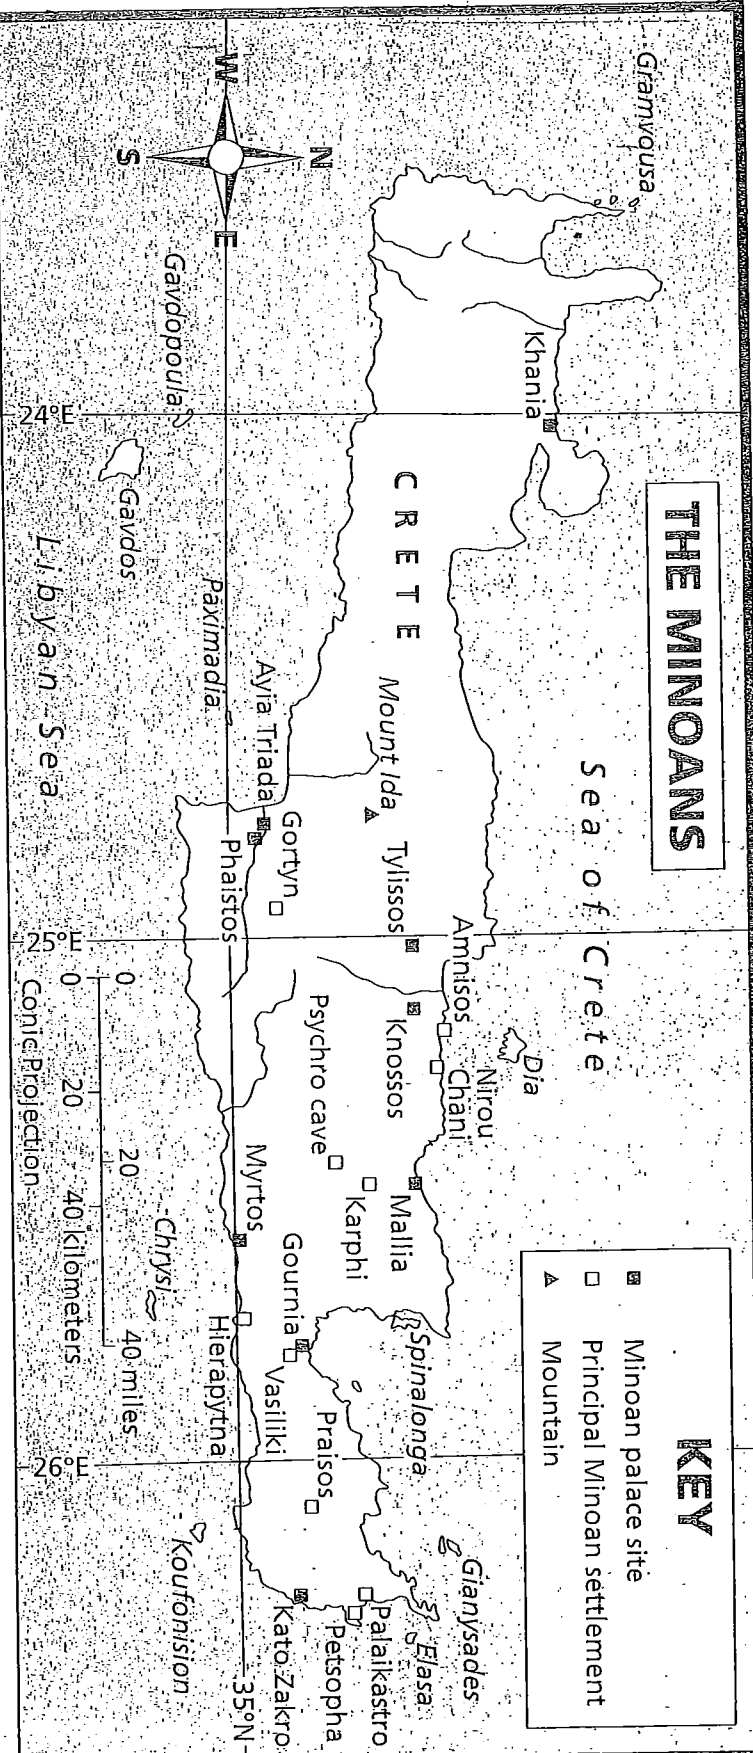 THE MINOANS
KEY
Minoan palace site
Principal Minoan settlement
Mountain
Gramvousa
Khania
Sea of Crete
Dia
CRETE
Mount Ida
Tylissos
Amnisos
Knossos
Nirou
Chani
Mallia
Karphi
Psychro cave
Spinalonga
Gianysades
Elasa
Palaikastro
Petsopha
Kato Zakro
Praisos
Vasiliki
Gournia
Hierapytna
Myrtos
Ayia Triada
Gortyn
Phaistos
Paximadia
Gavdopoula
Gavdos
Libyan Sea
Chrysi
Koufonision
N
W
E
S
24°E
25°E
26°E
35°N
0 20 40 miles
0 20 40 kilometers
Conic Projection